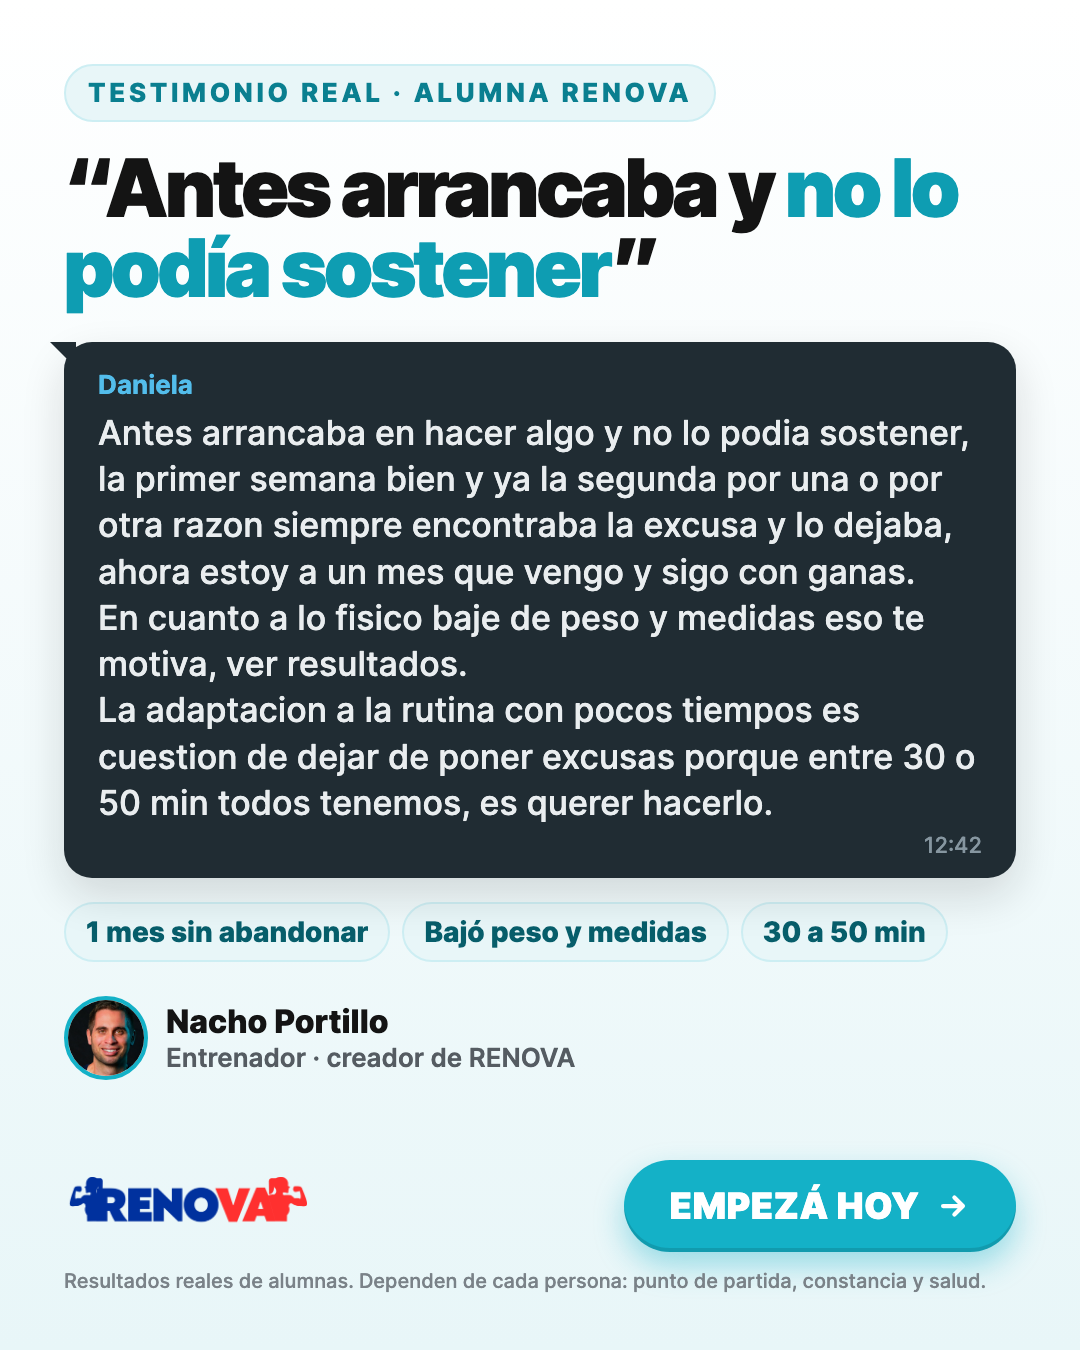 TESTIMONIO REAL · ALUMNA RENOVA
“Antes arrancaba y no lo
podía sostener”
Daniela
Antes arrancaba en hacer algo y no lo podia sostener,
la primer semana bien y ya la segunda por una o por
otra razon siempre encontraba la excusa y lo dejaba,
ahora estoy a un mes que vengo y sigo con ganas.
En cuanto a lo fisico baje de peso y medidas eso te
motiva, ver resultados.
La adaptacion a la rutina con pocos tiempos es
cuestion de dejar de poner excusas porque entre 30 o
50 min todos tenemos, es querer hacerlo.
12:42
1 mes sin abandonar
Bajó peso y medidas
30 a 50 min
Nacho Portillo
Entrenador · creador de RENOVA
RENOVA
EMPEZÁ HOY →
Resultados reales de alumnas. Dependen de cada persona: punto de partida, constancia y salud.